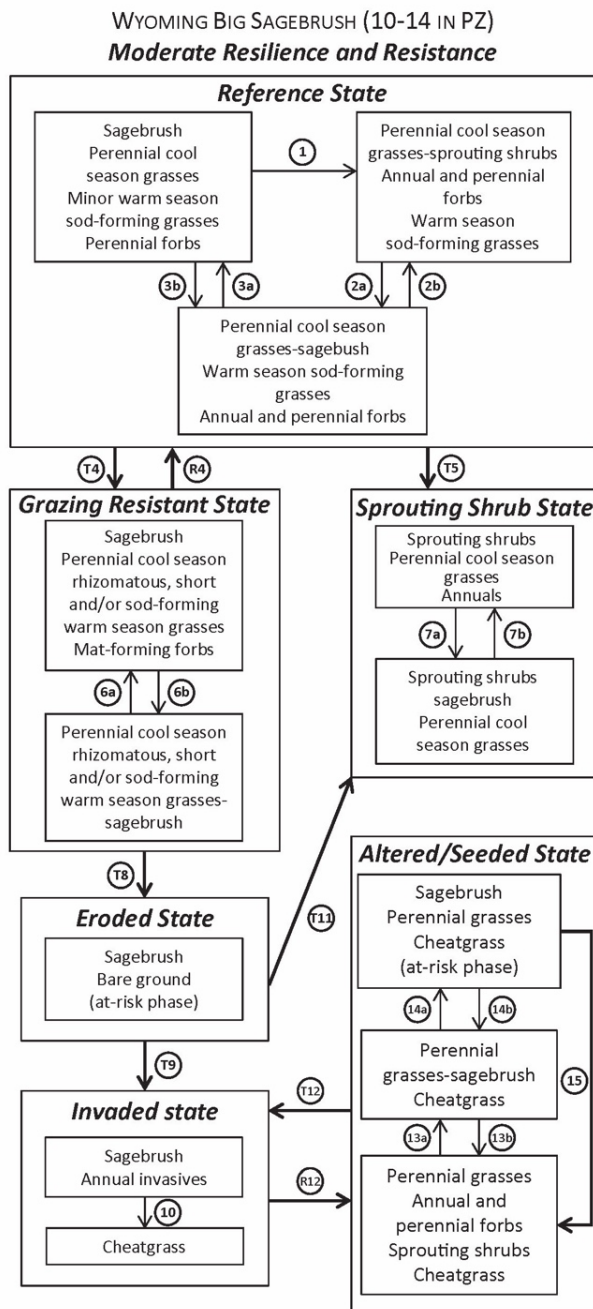 WYOMING BIG SAGEBRUSH (10-14 IN PZ)
Moderate Resilience and Resistance
Reference State
Sagebrush
Perennial cool
season grasses
Minor warm season
sod-forming grasses
Perennial forbs
1
Perennial cool season
grasses-sprouting shrubs
Annual and perennial
forbs
Warm season
sod-forming grasses
3b
3a
2a
2b
Perennial cool season
grasses-sagebush
Warm season sod-forming
grasses
Annual and perennial forbs
T4
R4
T5
Grazing Resistant State
Sagebrush
Perennial cool season
rhizomatous, short
and/or sod-forming
warm season grasses
Mat-forming forbs
6a
6b
Perennial cool season
rhizomatous, short
and/or sod-forming
warm season grasses-
sagebrush
Sprouting Shrub State
Sprouting shrubs
Perennial cool season
grasses
Annuals
7a
7b
Sprouting shrubs
sagebrush
Perennial cool
season grasses
T8
T11
Eroded State
Sagebrush
Bare ground
(at-risk phase)
T9
T12
Invaded state
Sagebrush
Annual invasives
10
Cheatgrass
R12
Altered/Seeded State
Sagebrush
Perennial grasses
Cheatgrass
(at-risk phase)
14a
14b
15
Perennial
grasses-sagebrush
Cheatgrass
13a
13b
Perennial grasses
Annual and
perennial forbs
Sprouting shrubs
Cheatgrass